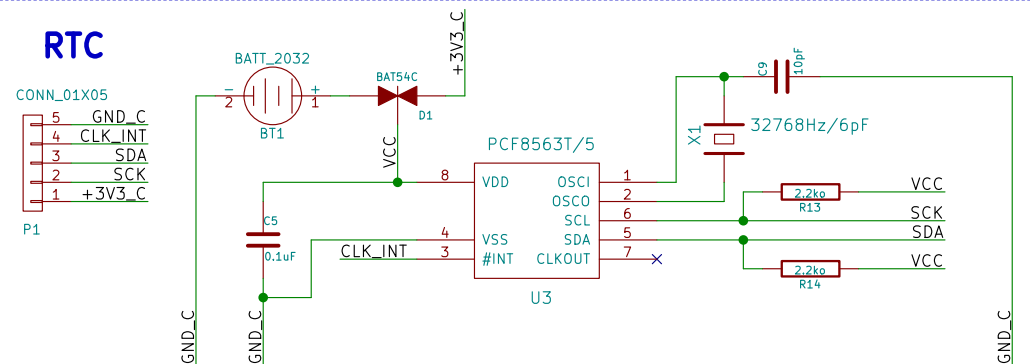 RTC
CONN_01X05
5 GND_C
4 CLK_INT
3 SDA
2 SCK
1 +3V3_C
P1
BATT_2032
-
2
+
1
BT1
BAT54C
D1
+3V3_C
VCC
C5
0.1uF
GND_C
GND_C
CLK_INT
PCF8563T/5
8 VDD
4 VSS
3 #INT
OSCI 1
OSCO 2
SCL 6
SDA 5
CLKOUT 7
U3
X1
32768Hz/6pF
C9
10pF
2.2ko
R13
VCC
SCK
SDA
2.2ko
R14
VCC
GND_C